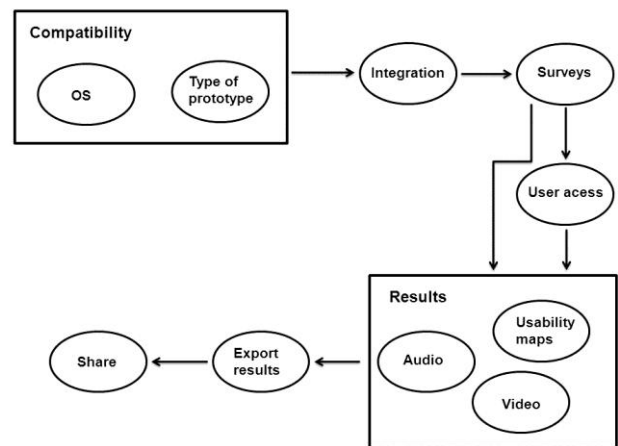 Compatibility
OS
Type of
prototype
Integration
Surveys
User acess
Results
Usability
maps
Audio
Video
Export
results
Share